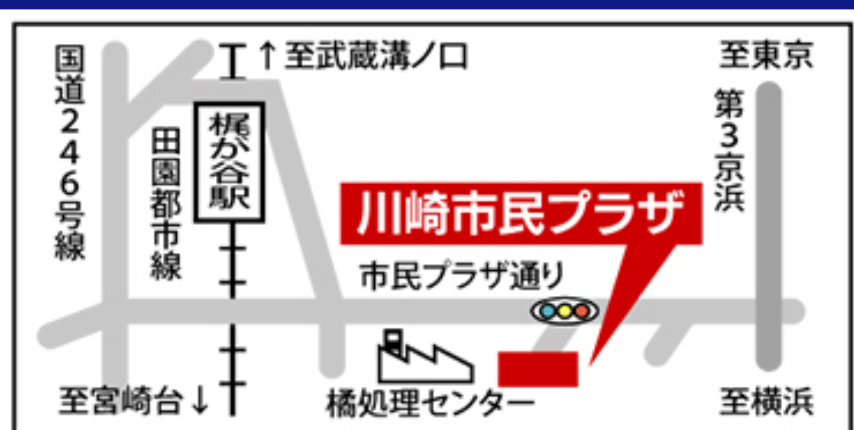 国道246号線
↑至武蔵溝ノ口
至東京
田園都市線
梶が谷駅
第3京浜
川崎市民プラザ
市民プラザ通り
至宮崎台↓
橘処理センター
至横浜